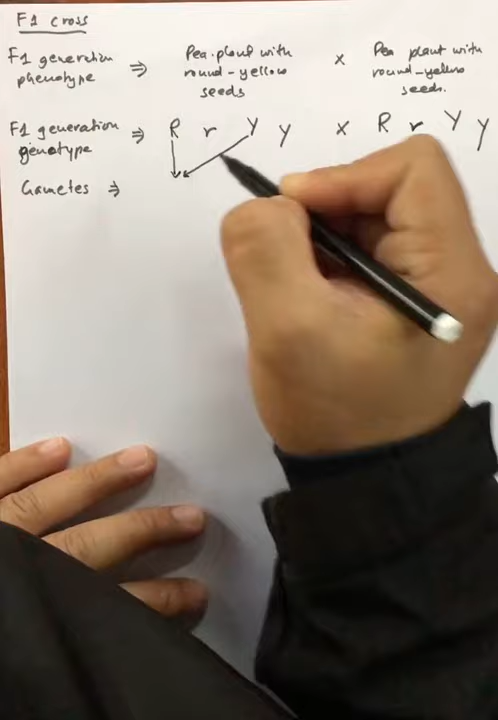 F1 cross
F1 generation ⇒ Pea plant with × Pea plant with
phenotype round-yellow round-yellow
seeds seeds.
F1 generation ⇒ R r Y y × R r Y y
genotype
Gametes ⇒